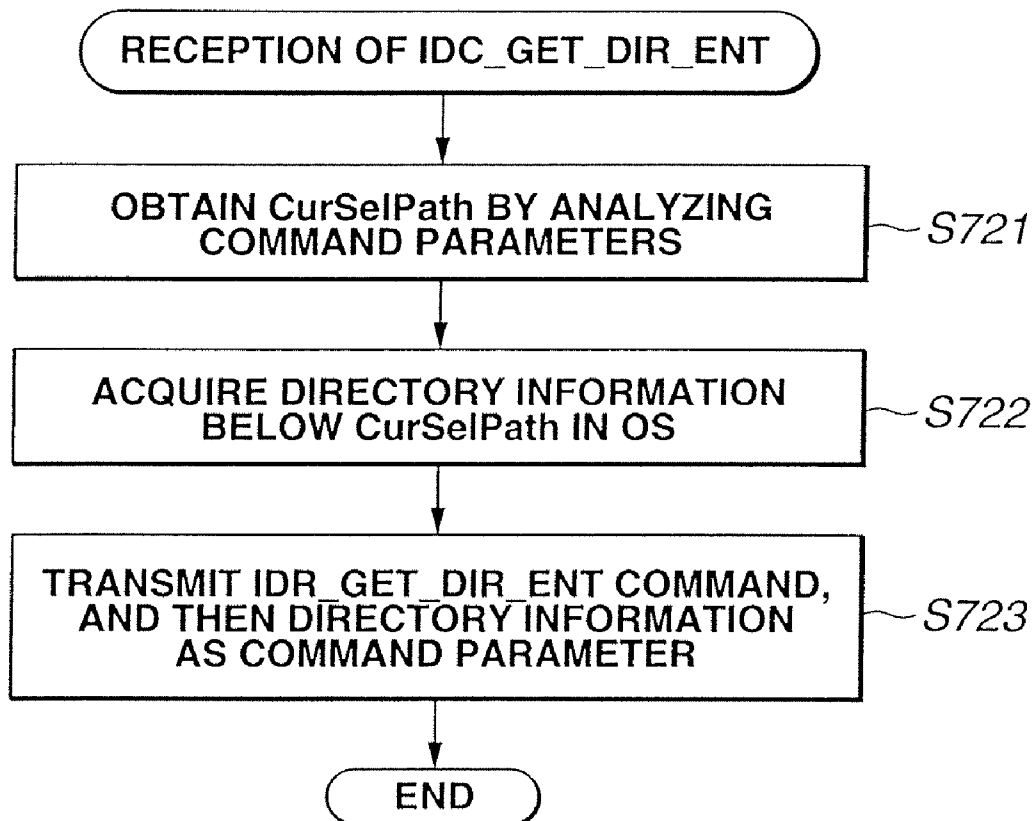 RECEPTION OF IDC_GET_DIR_ENT
OBTAIN CurSelPath BY ANALYZING
COMMAND PARAMETERS
S721
ACQUIRE DIRECTORY INFORMATION
BELOW CurSelPath IN OS
S722
TRANSMIT IDR_GET_DIR_ENT COMMAND,
AND THEN DIRECTORY INFORMATION
AS COMMAND PARAMETER
S723
END